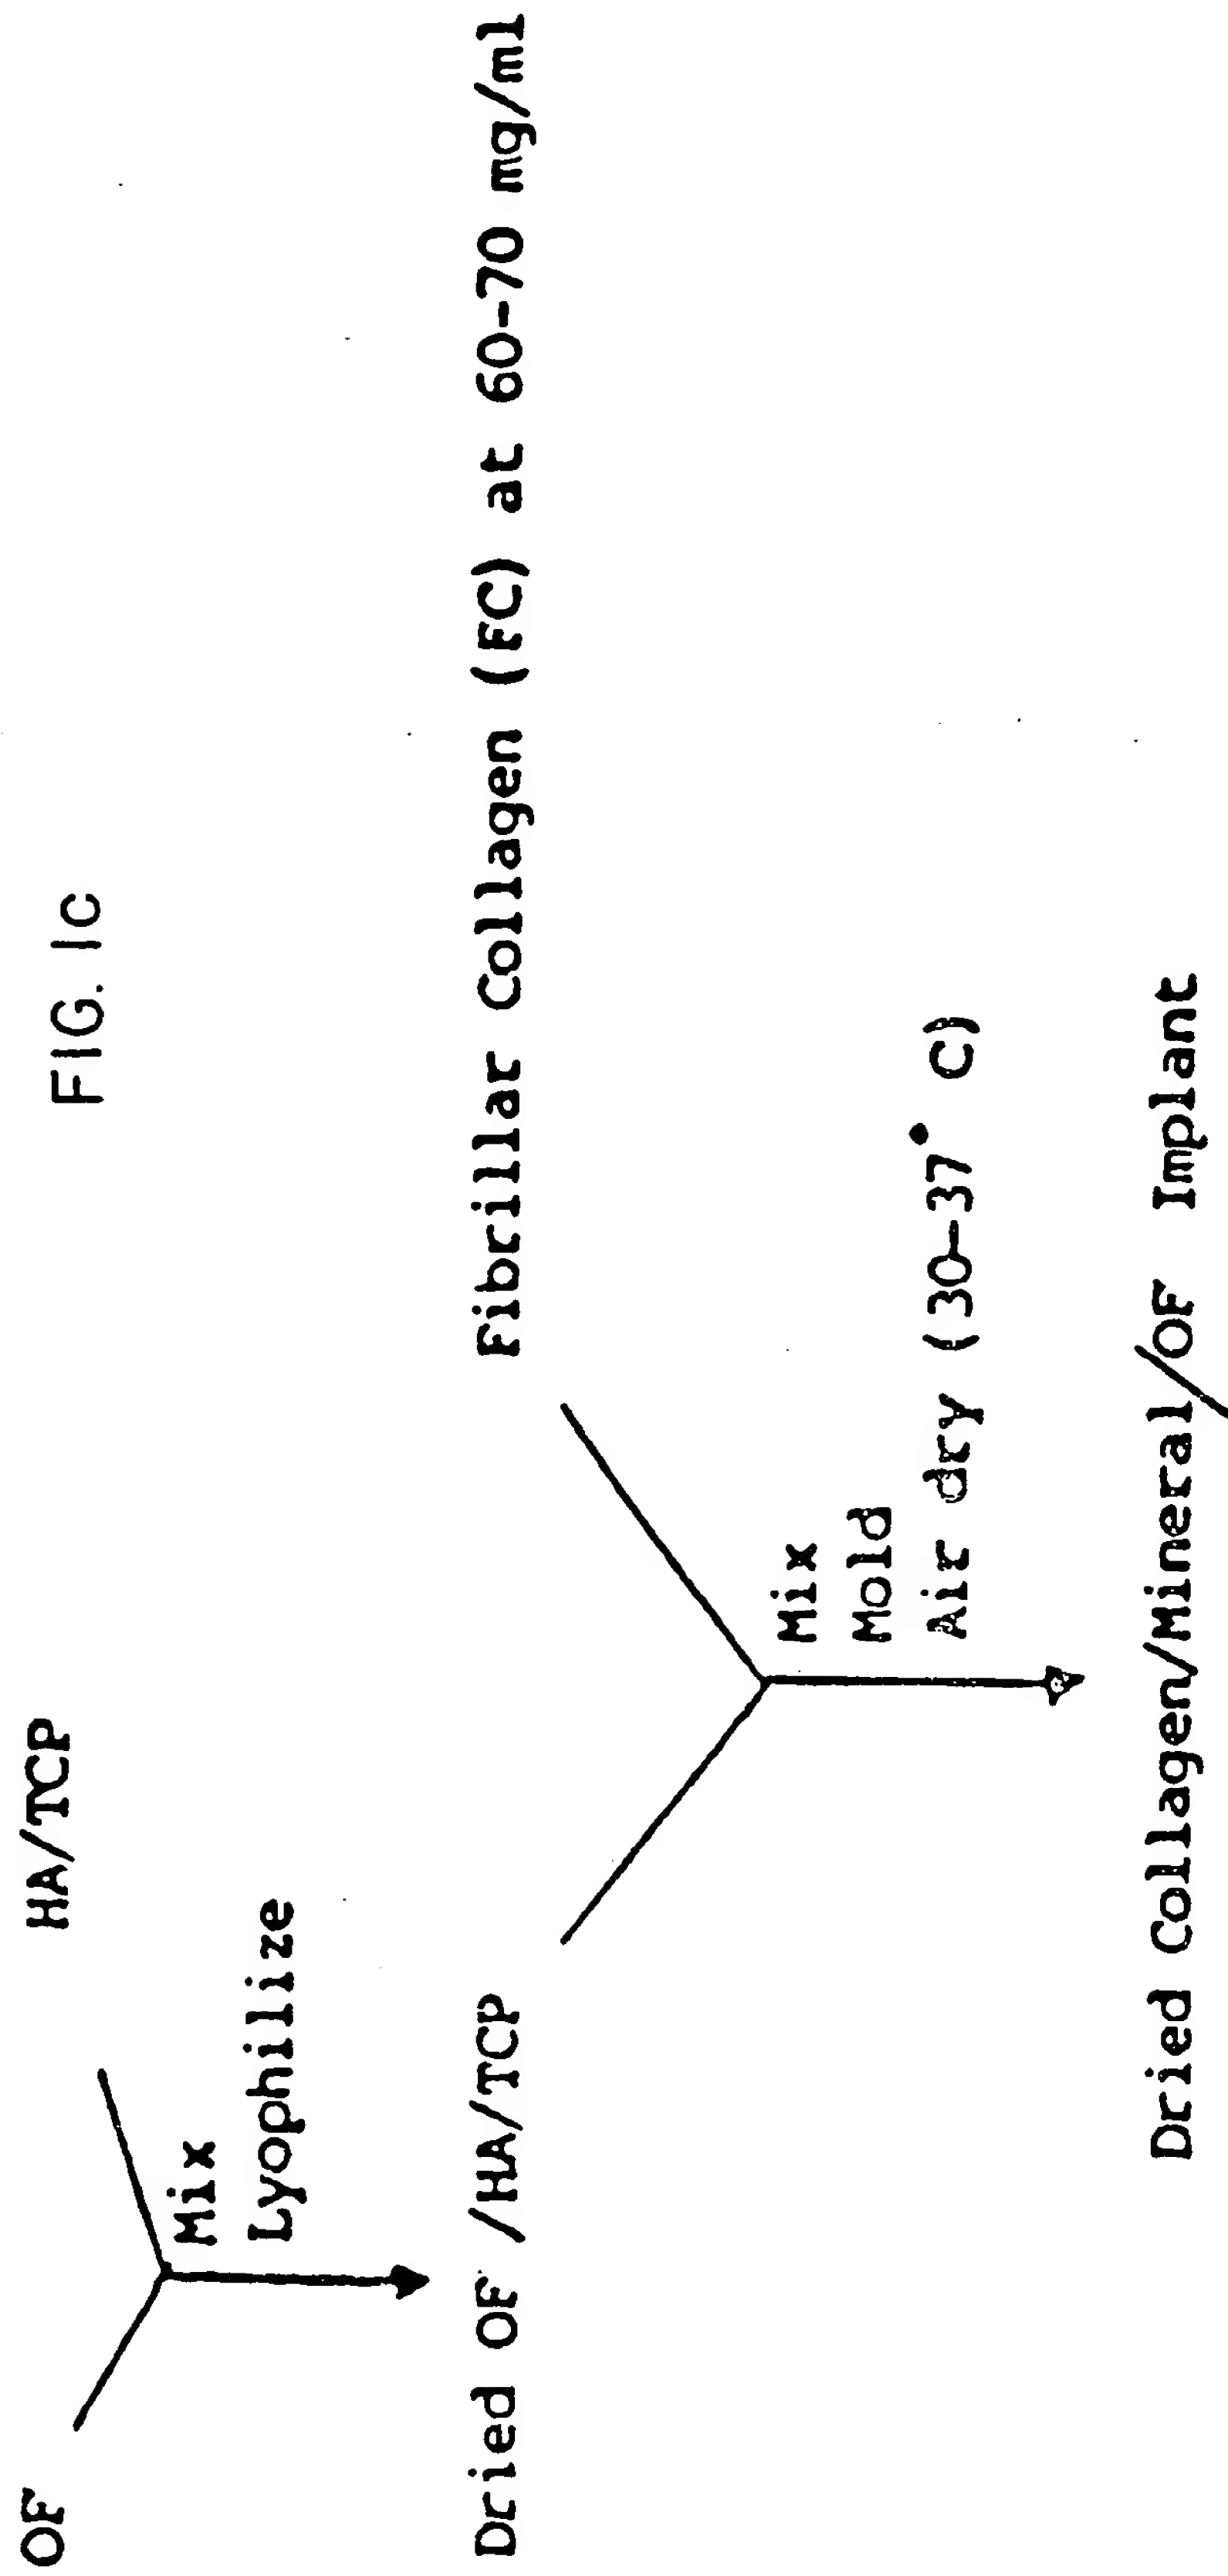 FIG. 1c
OF HA/TCP
Mix
Lyophilize
Dried OF /HA/TCP Fibrillar Collagen (FC) at 60-70 mg/ml
Mix
Mold
Air dry (30-37° C)
Dried Collagen/Mineral/OF Implant